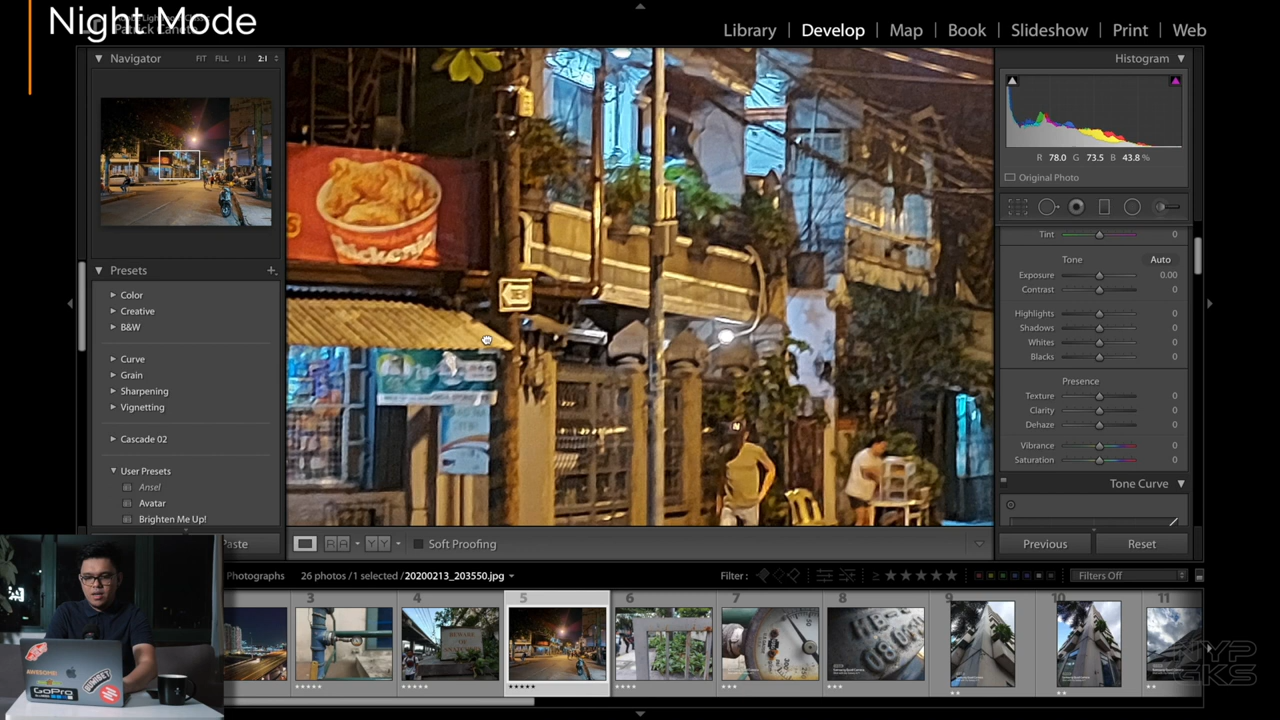 Night Mode
Library | Develop | Map | Book | Slideshow | Print | Web
Navigator FIT FILL 1:1 2:1
Histogram
R 78.0 G 73.5 B 43.8 %
Original Photo
Tint 0
Tone Auto
Exposure 0.00
Contrast 0
Highlights 0
Shadows 0
Whites 0
Blacks 0
Presence
Texture 0
Clarity 0
Dehaze 0
Vibrance 0
Saturation 0
Tone Curve
Previous Reset
Presets +
Color
Creative
B&W
Curve
Grain
Sharpening
Vignetting
Cascade 02
User Presets
Ansel
Avatar
Brighten Me Up!
Paste
Soft Proofing
Photographs 26 photos/1 selected /20200213_203550.jpg
Filter: Filters Off
3 4 5 6 7 8 9 10 11
GoPro